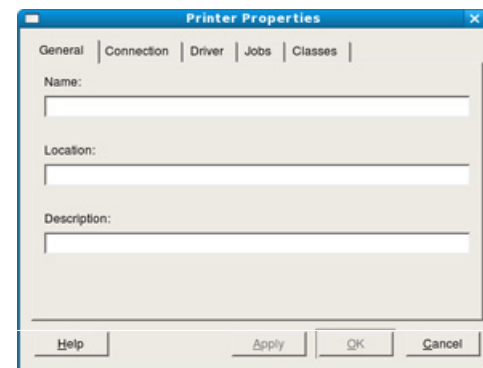 Printer Properties
General Connection Driver Jobs Classes
Name:
Location:
Description:
Help Apply OK Cancel